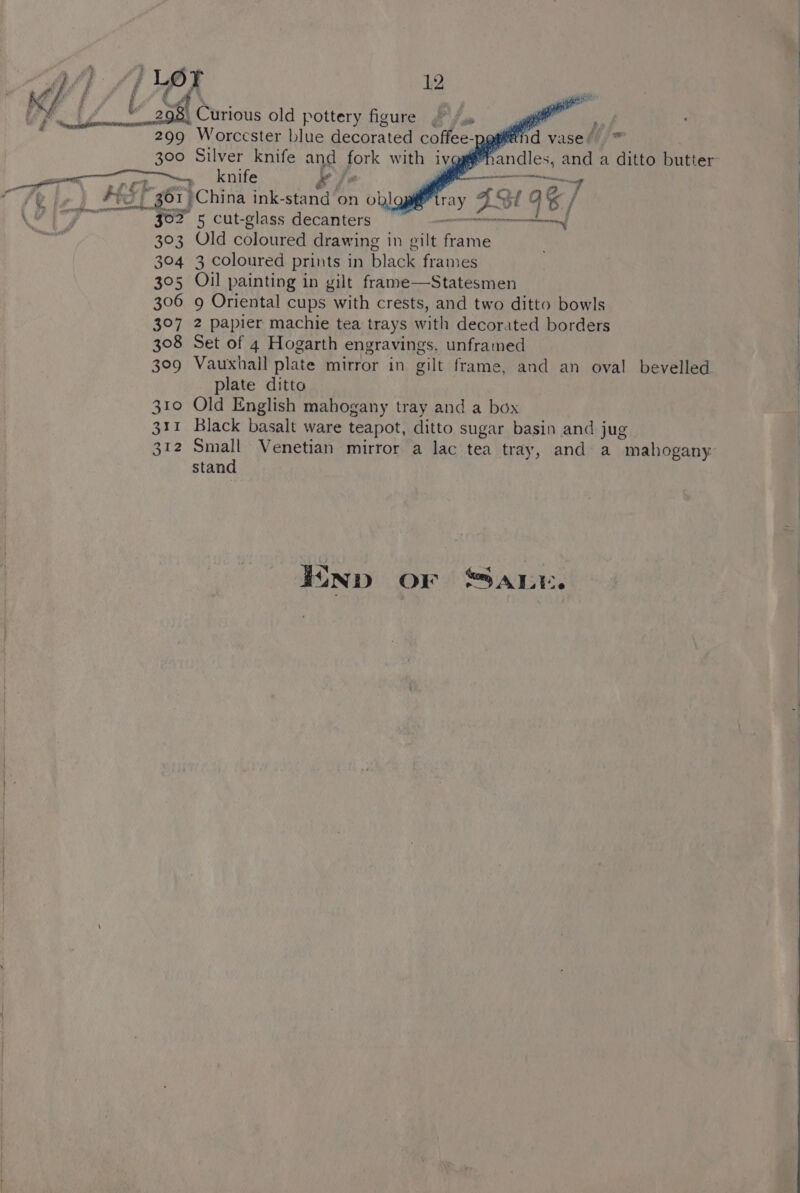 LOT 12
298 Curious old pottery figure
299 Worccster blue decorated coffee- vase
300 Silver knife and fork with handles, and a ditto butter
knife
301 China ink-stand on tray
302 5 cut-glass decanters
303 Old coloured drawing in gilt frame
304 3 coloured prints in black frames
305 Oil painting in gilt frame—Statesmen
306 9 Oriental cups with crests, and two ditto bowls
307 2 papier machie tea trays with decorated borders
308 Set of 4 Hogarth engravings, unframed
309 Vauxhall plate mirror in gilt frame, and an oval bevelled
plate ditto
310 Old English mahogany tray and a box
311 Black basalt ware teapot, ditto sugar basin and jug
312 Small Venetian mirror a lac tea tray, and a mahogany
stand
END OF SALE.